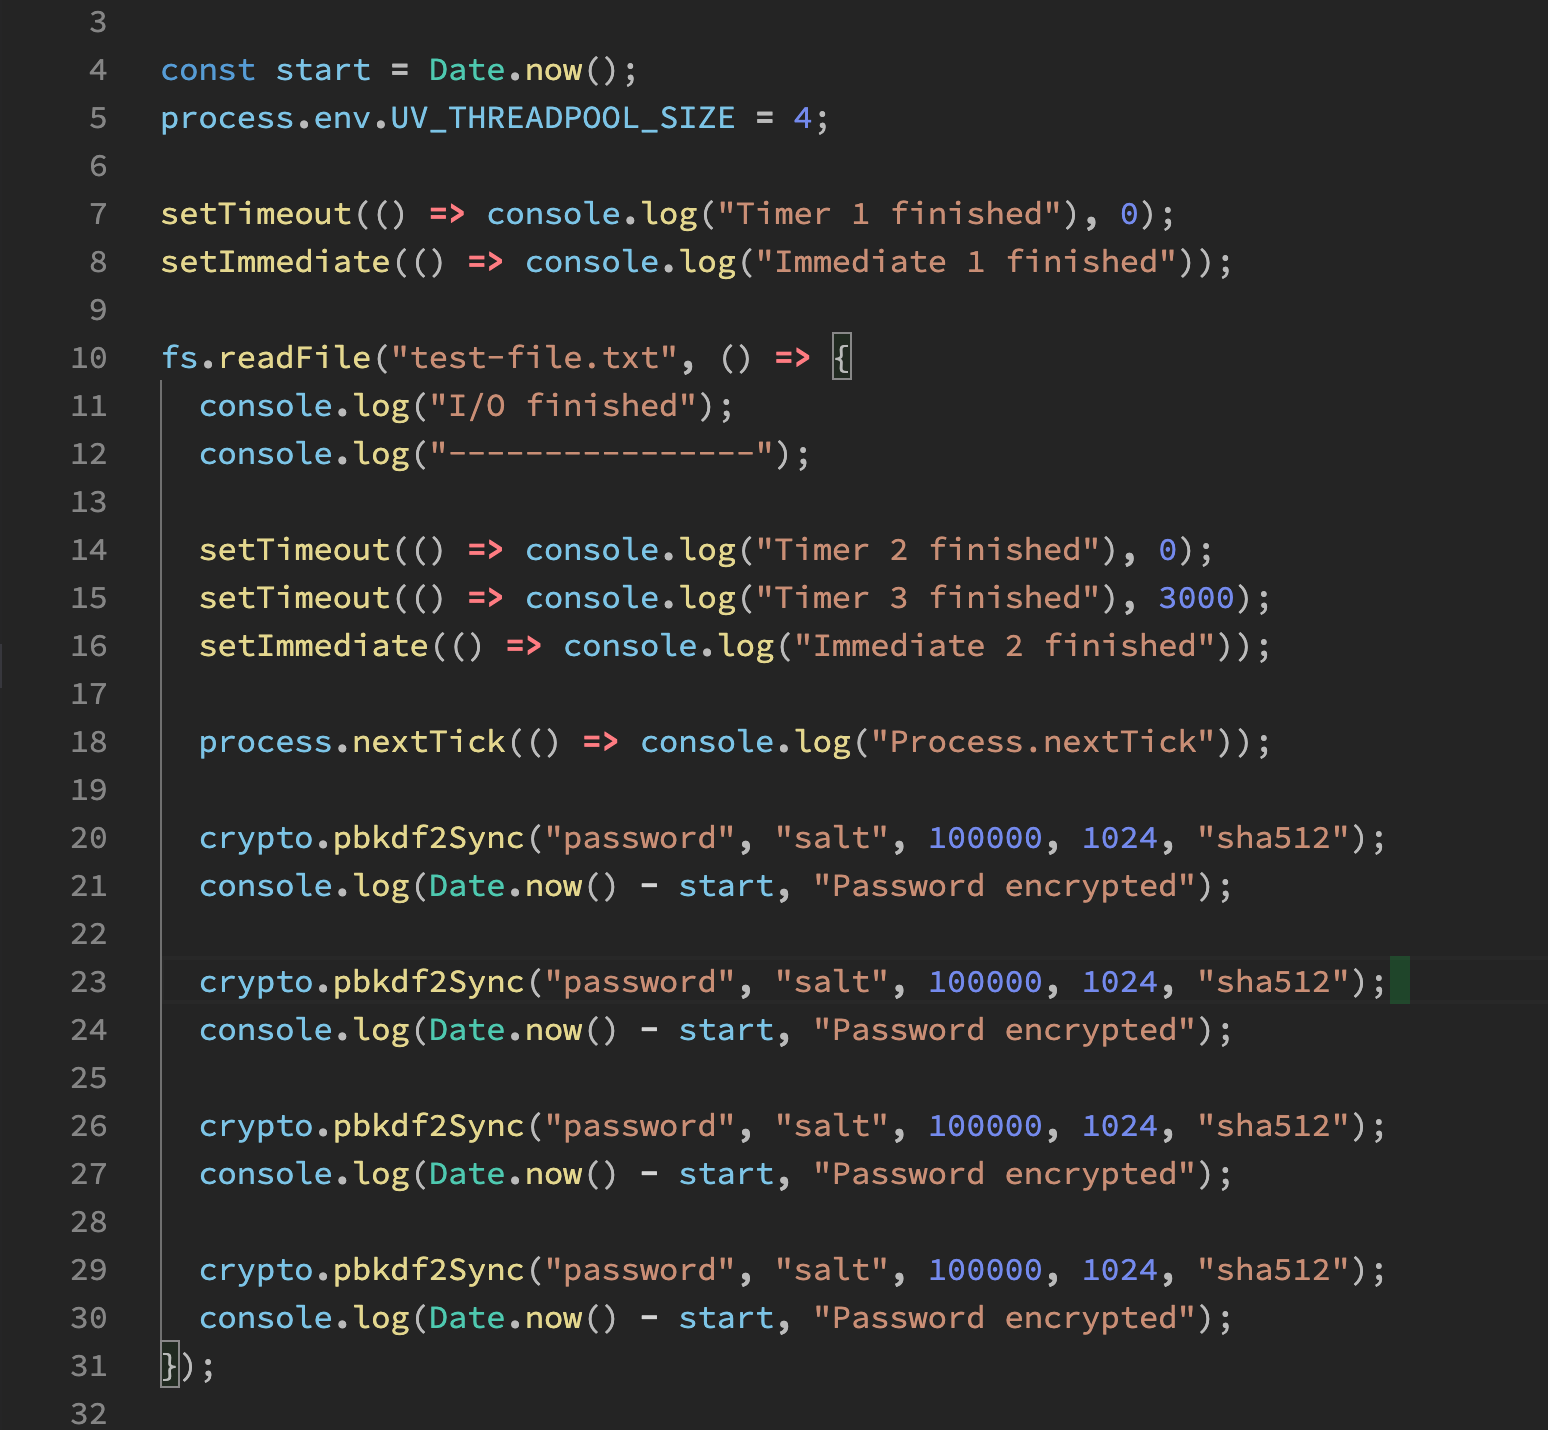 3
4 const start = Date.now();
5 process.env.UV_THREADPOOL_SIZE = 4;
6
7 setTimeout(() => console.log("Timer 1 finished"), 0);
8 setImmediate(() => console.log("Immediate 1 finished"));
9
10 fs.readFile("test-file.txt", () => {
11   console.log("I/O finished");
12   console.log("----------------");
13
14   setTimeout(() => console.log("Timer 2 finished"), 0);
15   setTimeout(() => console.log("Timer 3 finished"), 3000);
16   setImmediate(() => console.log("Immediate 2 finished"));
17
18   process.nextTick(() => console.log("Process.nextTick"));
19
20   crypto.pbkdf2Sync("password", "salt", 100000, 1024, "sha512");
21   console.log(Date.now() - start, "Password encrypted");
22
23   crypto.pbkdf2Sync("password", "salt", 100000, 1024, "sha512");
24   console.log(Date.now() - start, "Password encrypted");
25
26   crypto.pbkdf2Sync("password", "salt", 100000, 1024, "sha512");
27   console.log(Date.now() - start, "Password encrypted");
28
29   crypto.pbkdf2Sync("password", "salt", 100000, 1024, "sha512");
30   console.log(Date.now() - start, "Password encrypted");
31 });
32